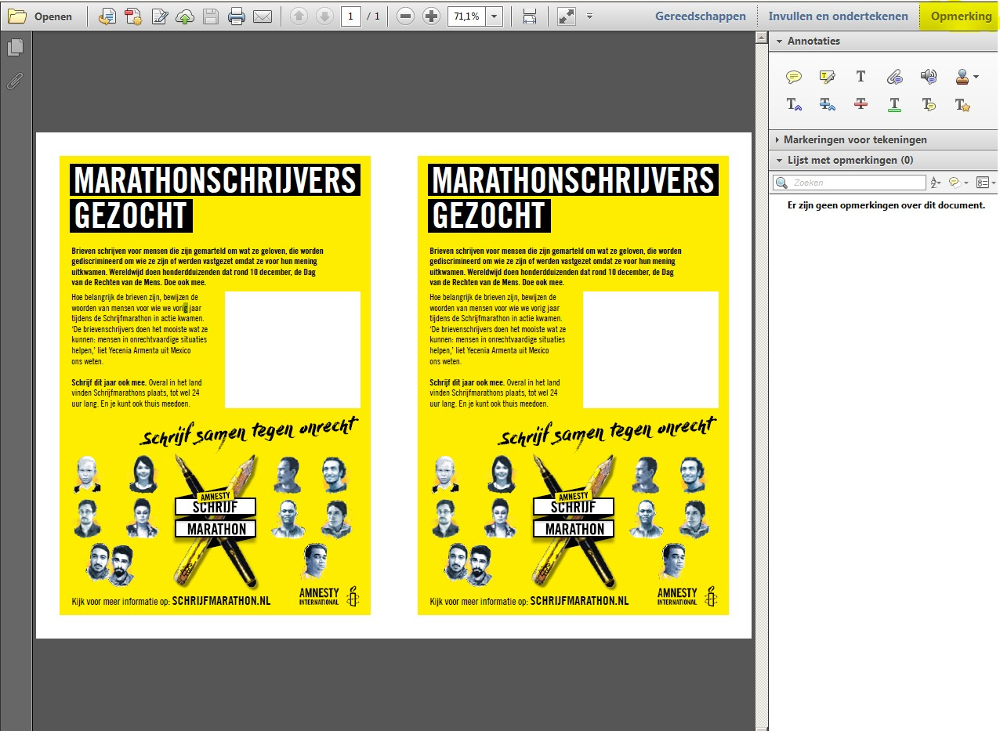 Openen
1 / 1
71,1%
Gereedschappen
Invullen en ondertekenen
Opmerking
Annotaties
Markeringen voor tekeningen
Lijst met opmerkingen (0)
Zoeken
Er zijn geen opmerkingen over dit document.
MARATHONSCHRIJVERS
GEZOCHT
Brieven schrijven voor mensen die zijn gemarteld om wat ze geloven, die worden
gediscrimineerd om wie ze zijn of werden vastgezet omdat ze voor hun mening
uitkwamen. Wereldwijd doen honderdduizenden dat rond 10 december, de Dag
van de Rechten van de Mens. Doe ook mee.
Hoe belangrijk de brieven zijn, bewijzen de
woorden van mensen voor wie we vorig jaar
tijdens de Schrijfmarathon in actie kwamen.
‘De brievenschrijvers doen het mooiste wat ze
kunnen: mensen in onrechtvaardige situaties
helpen,’ liet Yecenia Armenta uit Mexico
ons weten.
Schrijf dit jaar ook mee. Overal in het land
vinden Schrijfmarathons plaats, tot wel 24
uur lang. En je kunt ook thuis meedoen.
Schrijf samen tegen onrecht
AMNESTY
SCHRIJF
MARATHON
Kijk voor meer informatie op: SCHRIJFMARATHON.NL
AMNESTY
INTERNATIONAL
MARATHONSCHRIJVERS
GEZOCHT
Brieven schrijven voor mensen die zijn gemarteld om wat ze geloven, die worden
gediscrimineerd om wie ze zijn of werden vastgezet omdat ze voor hun mening
uitkwamen. Wereldwijd doen honderdduizenden dat rond 10 december, de Dag
van de Rechten van de Mens. Doe ook mee.
Hoe belangrijk de brieven zijn, bewijzen de
woorden van mensen voor wie we vorig jaar
tijdens de Schrijfmarathon in actie kwamen.
‘De brievenschrijvers doen het mooiste wat ze
kunnen: mensen in onrechtvaardige situaties
helpen,’ liet Yecenia Armenta uit Mexico
ons weten.
Schrijf dit jaar ook mee. Overal in het land
vinden Schrijfmarathons plaats, tot wel 24
uur lang. En je kunt ook thuis meedoen.
Schrijf samen tegen onrecht
AMNESTY
SCHRIJF
MARATHON
Kijk voor meer informatie op: SCHRIJFMARATHON.NL
AMNESTY
INTERNATIONAL